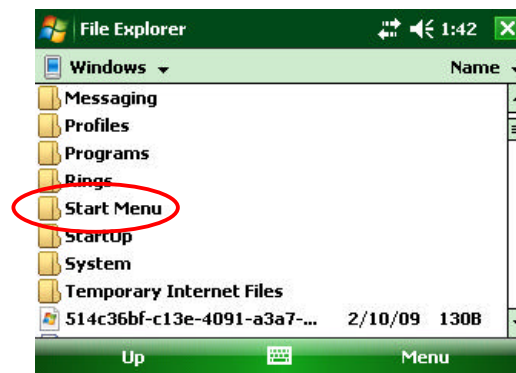 File Explorer 1:42
Windows Name
Messaging
Profiles
Programs
Rings
Start Menu
StartUp
System
Temporary Internet Files
514c36bf-c13e-4091-a3a7-... 2/10/09 130B
Up Menu